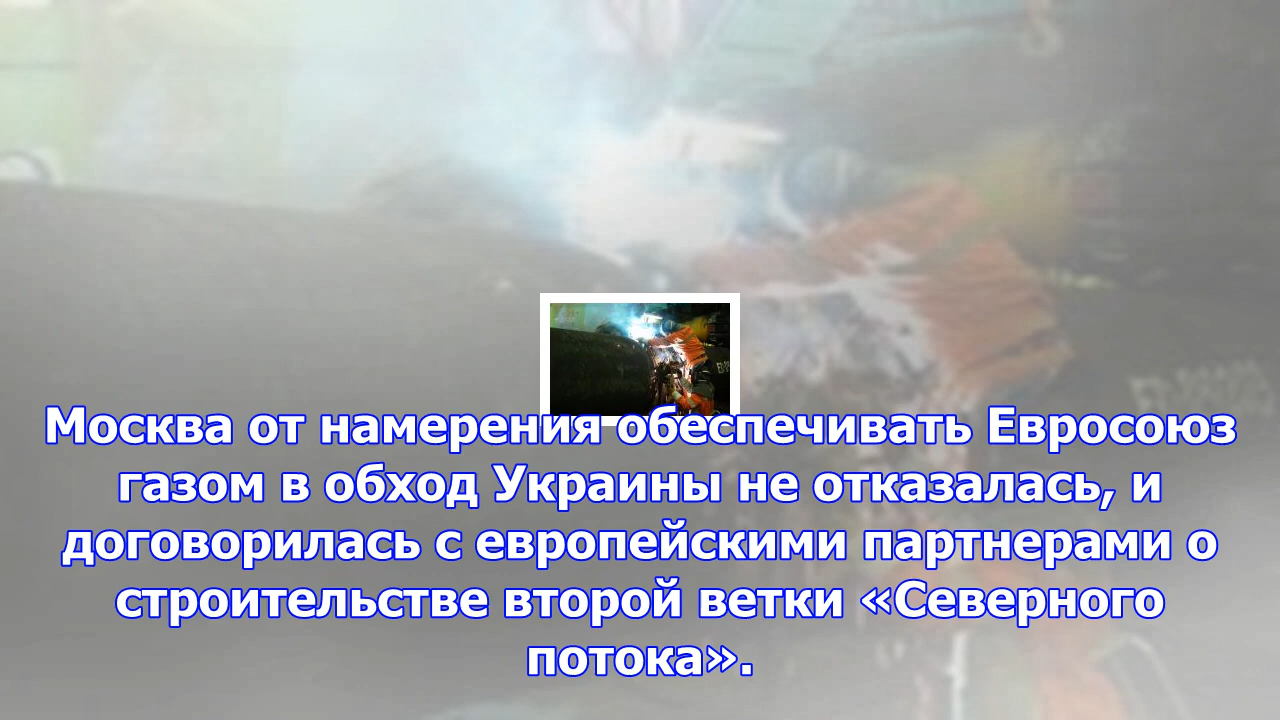 Москва от намерения обеспечивать Евросоюз
газом в обход Украины не отказалась, и
договорилась с европейскими партнерами о
строительстве второй ветки «Северного
потока».